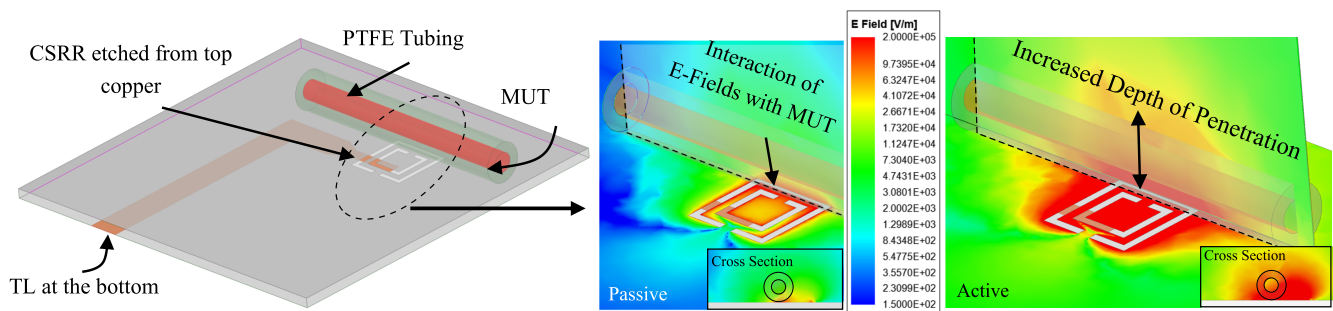 CSRR etched from top
copper
PTFE Tubing
MUT
TL at the bottom
Interaction of
E-Fields with MUT
Passive
Cross Section
E Field [V/m]
2.0000E+05
9.7395E+04
6.3247E+04
4.1072E+04
2.6671E+04
1.7320E+04
1.1247E+04
7.3040E+03
4.7431E+03
3.0801E+03
2.0002E+03
1.2989E+03
8.4348E+02
5.4775E+02
3.5570E+02
1.5000E+02
Increased Depth of Penetration
Active
Cross Section